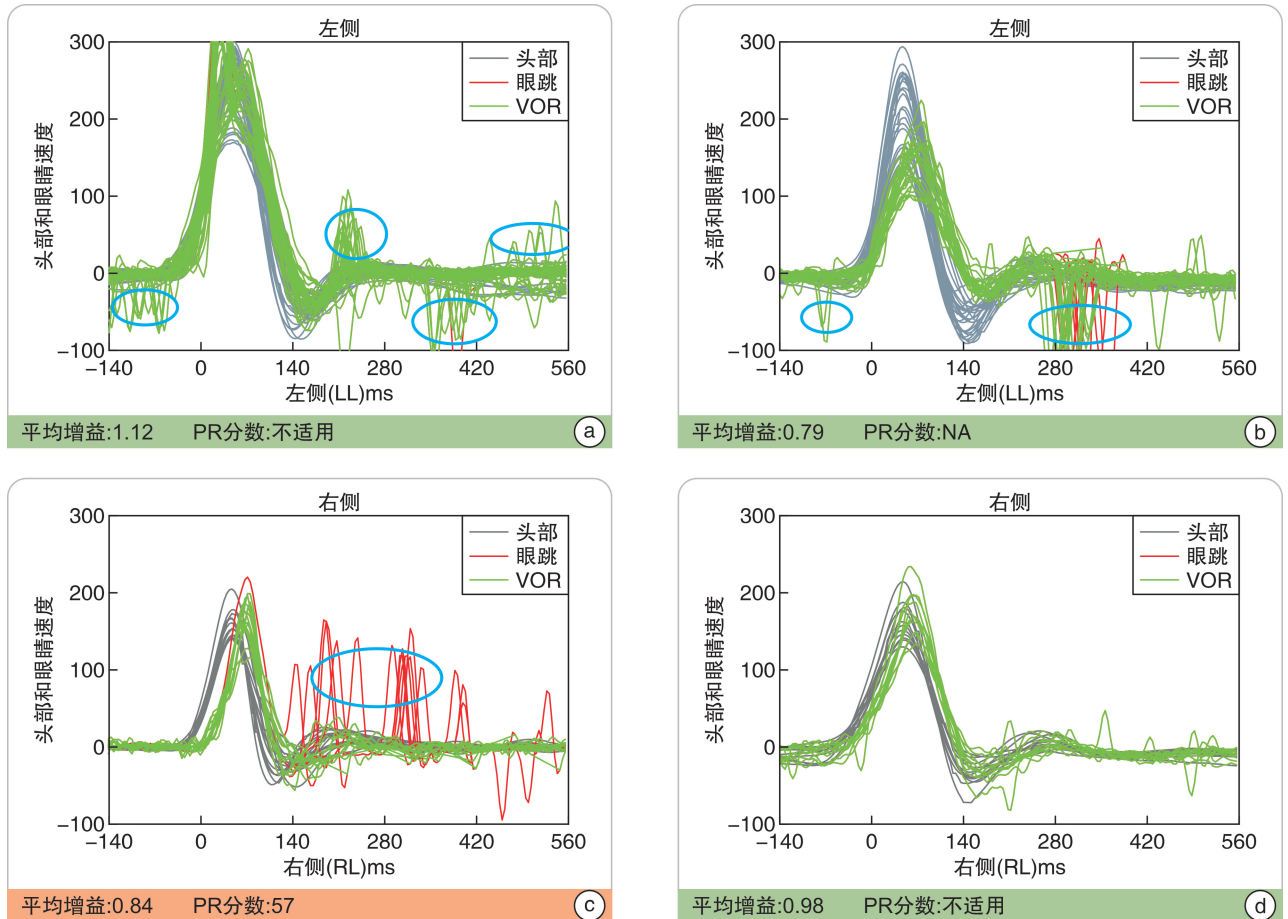 左侧
300
200
100
0
−100
头部和眼睛速度
头部
眼跳
VOR
−140 0 140 280 420 560
左侧(LL)ms
平均增益:1.12 PR分数:不适用 a
左侧
300
200
100
0
−100
头部和眼睛速度
头部
眼跳
VOR
−140 0 140 280 420 560
左侧(LL)ms
平均增益:0.79 PR分数:NA b
右侧
300
200
100
0
−100
头部和眼睛速度
头部
眼跳
VOR
−140 0 140 280 420 560
右侧(RL)ms
平均增益:0.84 PR分数:57 c
右侧
300
200
100
0
−100
头部和眼睛速度
头部
眼跳
VOR
−140 0 140 280 420 560
右侧(RL)ms
平均增益:0.98 PR分数:不适用 d